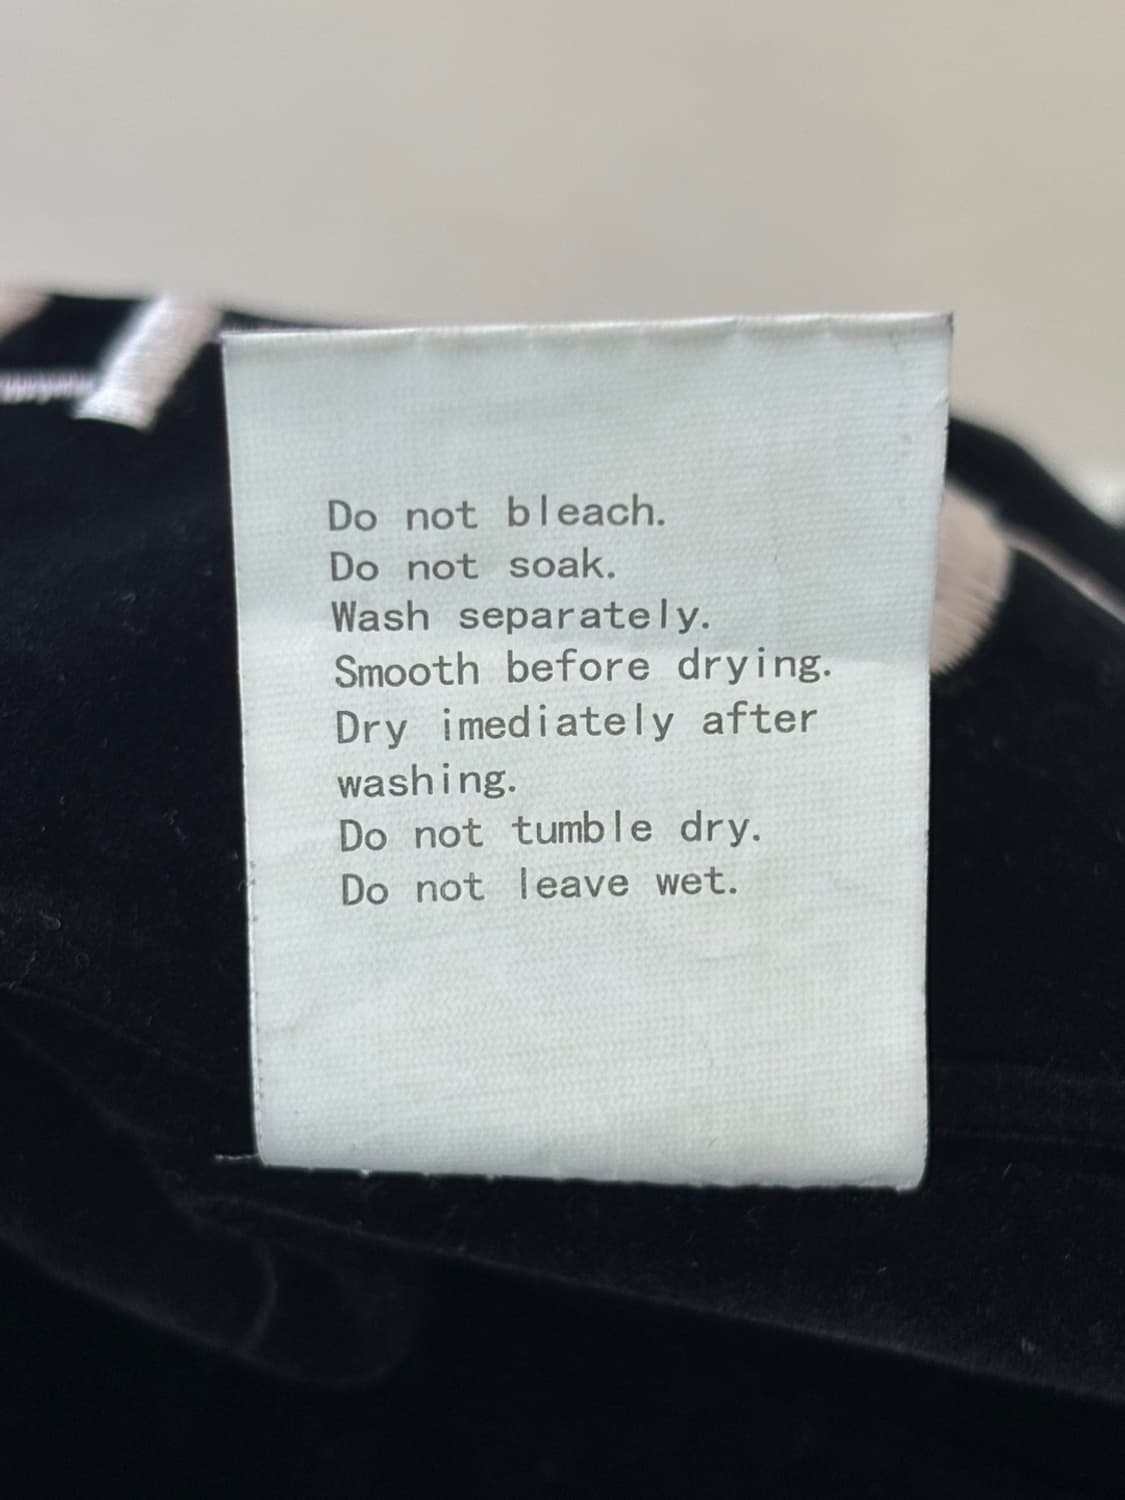 Do not bleach.
Do not soak.
Wash separately.
Smooth before drying.
Dry imediately after
washing.
Do not tumble dry.
Do not leave wet.